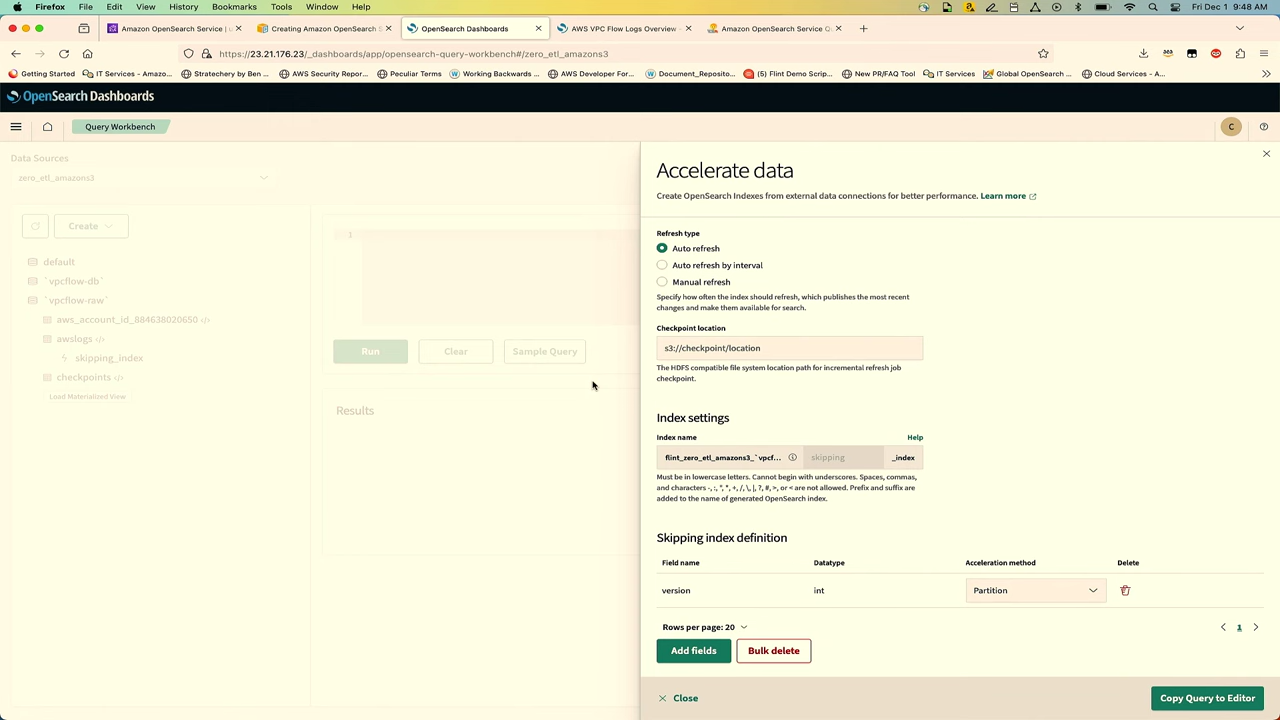 Firefox File Edit View History Bookmarks Tools Window Help Fri Dec 1 9:48 AM
Amazon OpenSearch Service | u
Creating Amazon OpenSearch S
OpenSearch Dashboards
AWS VPC Flow Logs Overview -
Amazon OpenSearch Service Q
https://23.21.176.23/_dashboards/app/opensearch-query-workbench#/zero_etl_amazons3
Getting Started
IT Services - Amazo...
Stratechery by Ben ...
AWS Security Repor...
Peculiar Terms
Working Backwards ...
AWS Developer For...
Document_Reposito...
(5) Flint Demo Scrip...
New PR/FAQ Tool
IT Services
Global OpenSearch ...
Cloud Services - A...
OpenSearch Dashboards
Query Workbench
C
Data Sources
zero_etl_amazons3
Create
default
`vpcflow-db`
`vpcflow-raw`
aws_account_id_884638020650
awslogs
skipping_index
checkpoints
Load Materialized View
1
Run
Clear
Sample Query
Results
Accelerate data
Create OpenSearch Indexes from external data connections for better performance. Learn more
Refresh type
Auto refresh
Auto refresh by interval
Manual refresh
Specify how often the index should refresh, which publishes the most recent
changes and make them available for search.
Checkpoint location
s3://checkpoint/location
The HDFS compatible file system location path for incremental refresh job
checkpoint.
Index settings
Index name Help
flint_zero_etl_amazons3_`vpcf... skipping _index
Must be in lowercase letters. Cannot begin with underscores. Spaces, commas,
and characters -, :, ", *, +, /, \, |, ?, #, >, or < are not allowed. Prefix and suffix are
added to the name of generated OpenSearch index.
Skipping index definition
Field name Datatype Acceleration method Delete
version int Partition
Rows per page: 20 1
Add fields Bulk delete
Close Copy Query to Editor